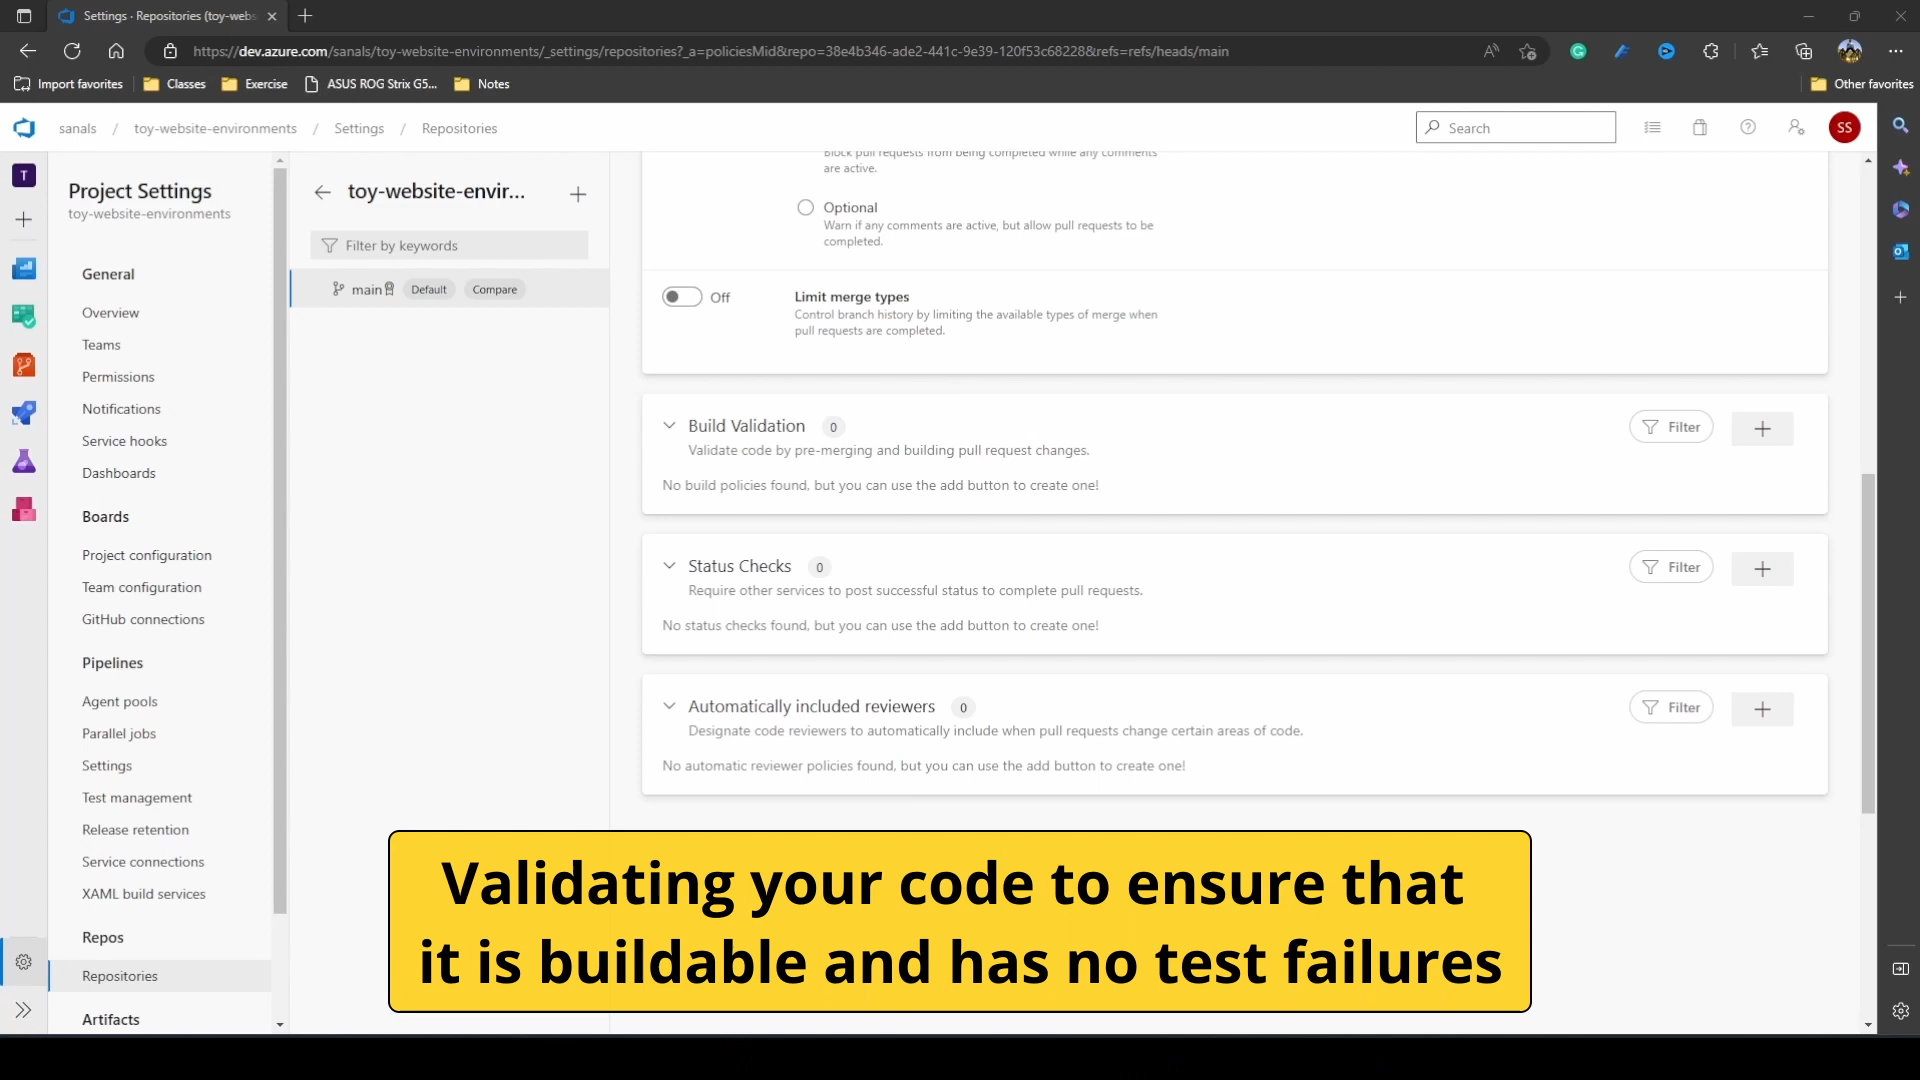 Settings · Repositories (toy-webs
https://dev.azure.com/sanals/toy-website-environments/_settings/repositories?_a=policiesMid&repo=38e4b346-ade2-441c-9e39-120f53c68228&refs=refs/heads/main
Import favorites
Classes
Exercise
ASUS ROG Strix G5...
Notes
Other favorites
sanals / toy-website-environments / Settings / Repositories
Search
SS
T
Project Settings
toy-website-environments
General
Overview
Teams
Permissions
Notifications
Service hooks
Dashboards
Boards
Project configuration
Team configuration
GitHub connections
Pipelines
Agent pools
Parallel jobs
Settings
Test management
Release retention
Service connections
XAML build services
Repos
Repositories
Artifacts
toy-website-envir...
Filter by keywords
main Default Compare
Block pull requests from being completed while any comments
are active.
Optional
Warn if any comments are active, but allow pull requests to be
completed.
Off
Limit merge types
Control branch history by limiting the available types of merge when
pull requests are completed.
Build Validation 0
Filter
Validate code by pre-merging and building pull request changes.
No build policies found, but you can use the add button to create one!
Status Checks 0
Filter
Require other services to post successful status to complete pull requests.
No status checks found, but you can use the add button to create one!
Automatically included reviewers 0
Filter
Designate code reviewers to automatically include when pull requests change certain areas of code.
No automatic reviewer policies found, but you can use the add button to create one!
Validating your code to ensure that
it is buildable and has no test failures